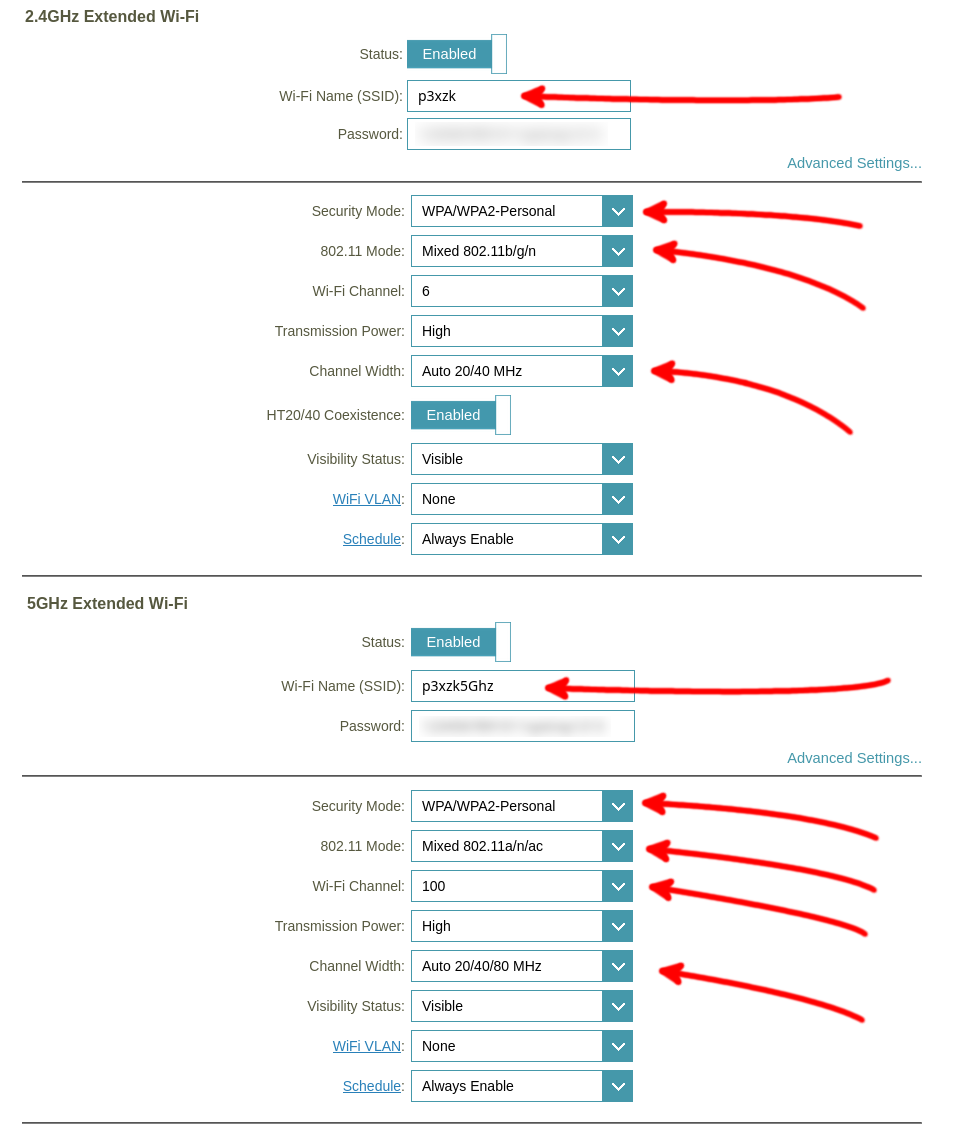 2.4GHz Extended Wi-Fi
Status: Enabled
Wi-Fi Name (SSID): p3xzk
Password:
Advanced Settings...
Security Mode: WPA/WPA2-Personal
802.11 Mode: Mixed 802.11b/g/n
Wi-Fi Channel: 6
Transmission Power: High
Channel Width: Auto 20/40 MHz
HT20/40 Coexistence: Enabled
Visibility Status: Visible
WiFi VLAN: None
Schedule: Always Enable
5GHz Extended Wi-Fi
Status: Enabled
Wi-Fi Name (SSID): p3xzk5Ghz
Password:
Advanced Settings...
Security Mode: WPA/WPA2-Personal
802.11 Mode: Mixed 802.11a/n/ac
Wi-Fi Channel: 100
Transmission Power: High
Channel Width: Auto 20/40/80 MHz
Visibility Status: Visible
WiFi VLAN: None
Schedule: Always Enable